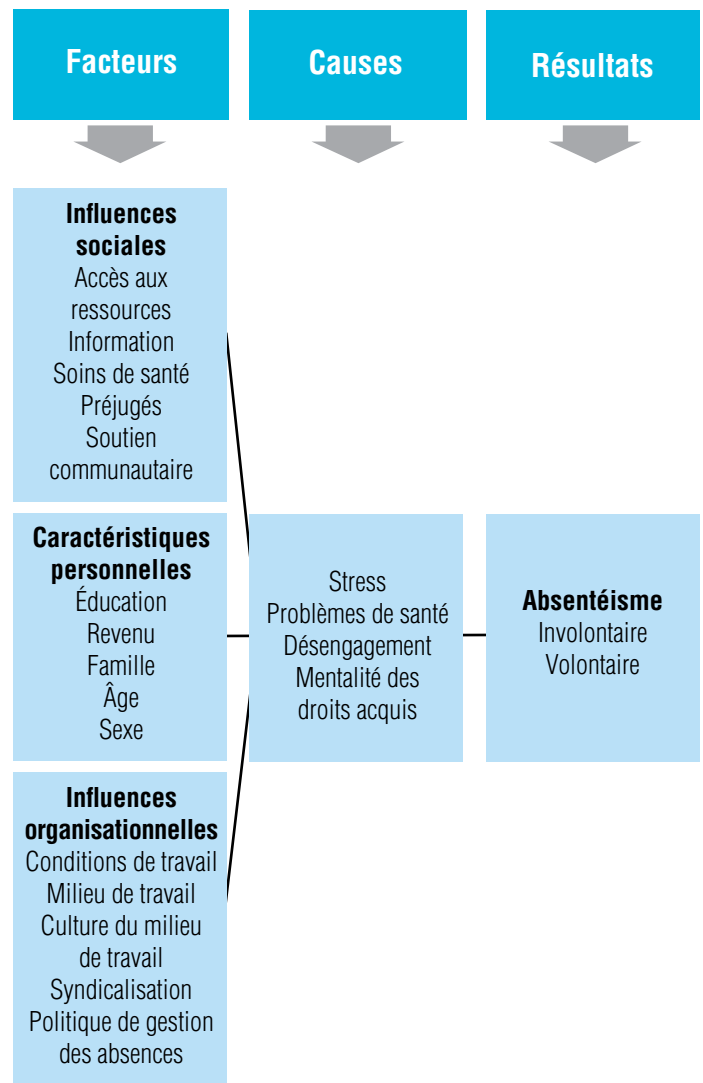 Facteurs
Causes
Résultats
Influences
sociales
Accès aux
ressources
Information
Soins de santé
Préjugés
Soutien
communautaire
Caractéristiques
personnelles
Éducation
Revenu
Famille
Âge
Sexe
Influences
organisationnelles
Conditions de travail
Milieu de travail
Culture du milieu
de travail
Syndicalisation
Politique de gestion
des absences
Stress
Problèmes de santé
Désengagement
Mentalité des
droits acquis
Absentéisme
Involontaire
Volontaire